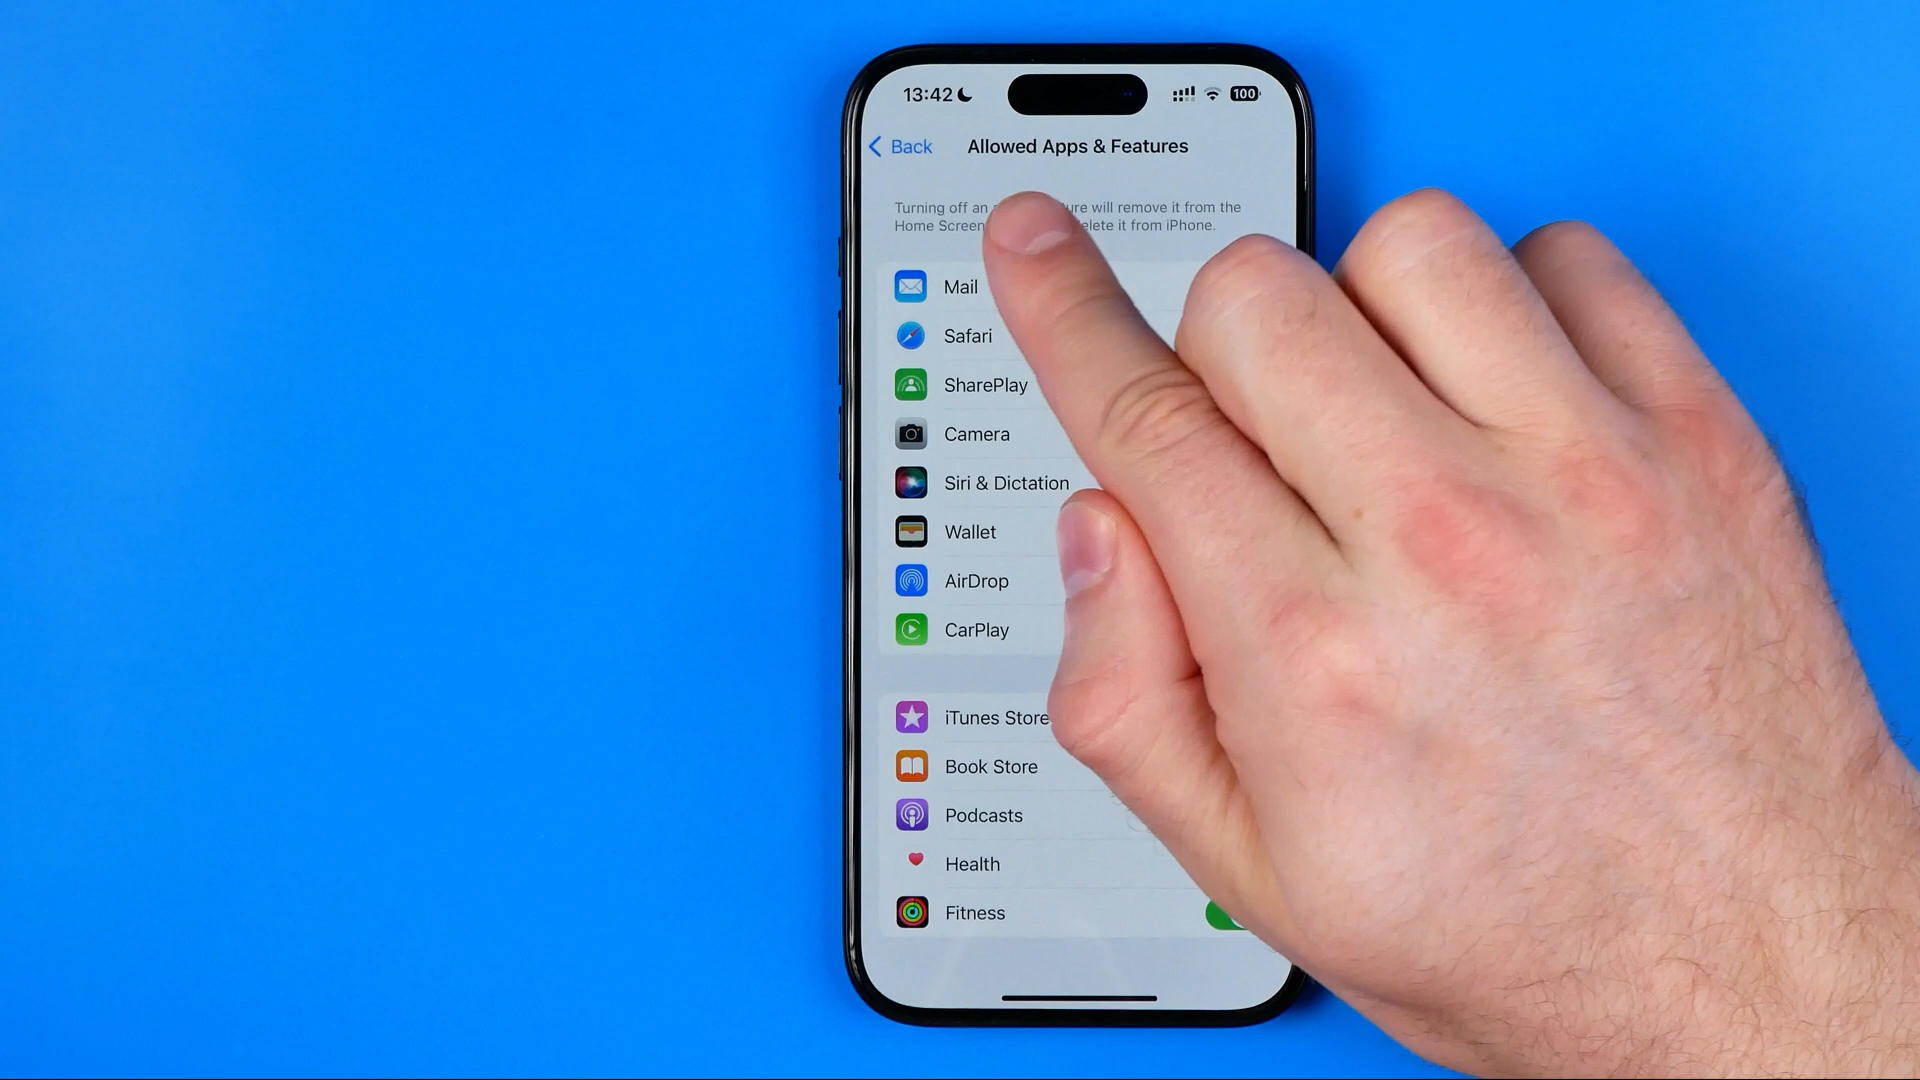 13:42
100
Back
Allowed Apps & Features
Turning off an ure will remove it from the
Home Screen elete it from iPhone.
Mail
Safari
SharePlay
Camera
Siri & Dictation
Wallet
AirDrop
CarPlay
iTunes Store
Book Store
Podcasts
Health
Fitness